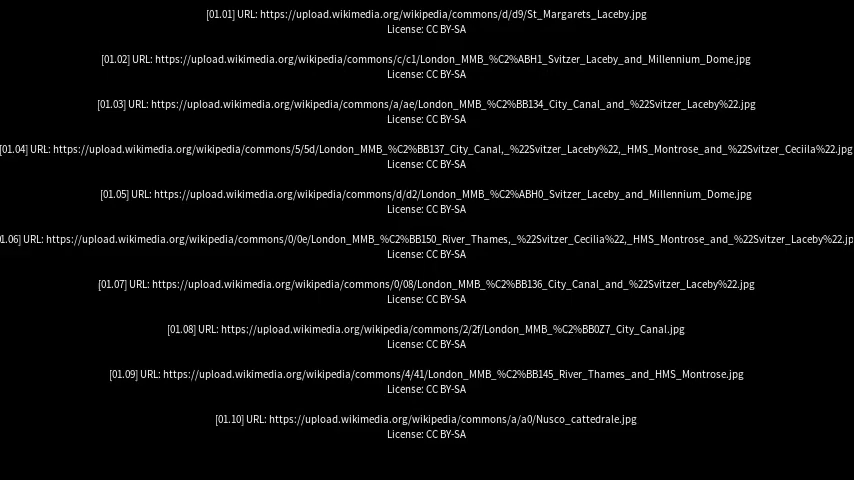 [01.01] URL: https://upload.wikimedia.org/wikipedia/commons/d/d9/St_Margarets_Laceby.jpg
License: CC BY-SA
[01.02] URL: https://upload.wikimedia.org/wikipedia/commons/c/c1/London_MMB_%C2%ABH1_Svitzer_Laceby_and_Millennium_Dome.jpg
License: CC BY-SA
[01.03] URL: https://upload.wikimedia.org/wikipedia/commons/a/ae/London_MMB_%C2%BB134_City_Canal_and_%22Svitzer_Laceby%22.jpg
License: CC BY-SA
[01.04] URL: https://upload.wikimedia.org/wikipedia/commons/5/5d/London_MMB_%C2%BB137_City_Canal,_%22Svitzer_Laceby%22,_HMS_Montrose_and_%22Svitzer_Ceciila%22.jpg
License: CC BY-SA
[01.05] URL: https://upload.wikimedia.org/wikipedia/commons/d/d2/London_MMB_%C2%ABH0_Svitzer_Laceby_and_Millennium_Dome.jpg
License: CC BY-SA
01.06] URL: https://upload.wikimedia.org/wikipedia/commons/0/0e/London_MMB_%C2%BB150_River_Thames,_%22Svitzer_Cecilia%22,_HMS_Montrose_and_%22Svitzer_Laceby%22.jp
License: CC BY-SA
[01.07] URL: https://upload.wikimedia.org/wikipedia/commons/0/08/London_MMB_%C2%BB136_City_Canal_and_%22Svitzer_Laceby%22.jpg
License: CC BY-SA
[01.08] URL: https://upload.wikimedia.org/wikipedia/commons/2/2f/London_MMB_%C2%BB0Z7_City_Canal.jpg
License: CC BY-SA
[01.09] URL: https://upload.wikimedia.org/wikipedia/commons/4/41/London_MMB_%C2%BB145_River_Thames_and_HMS_Montrose.jpg
License: CC BY-SA
[01.10] URL: https://upload.wikimedia.org/wikipedia/commons/a/a0/Nusco_cattedrale.jpg
License: CC BY-SA